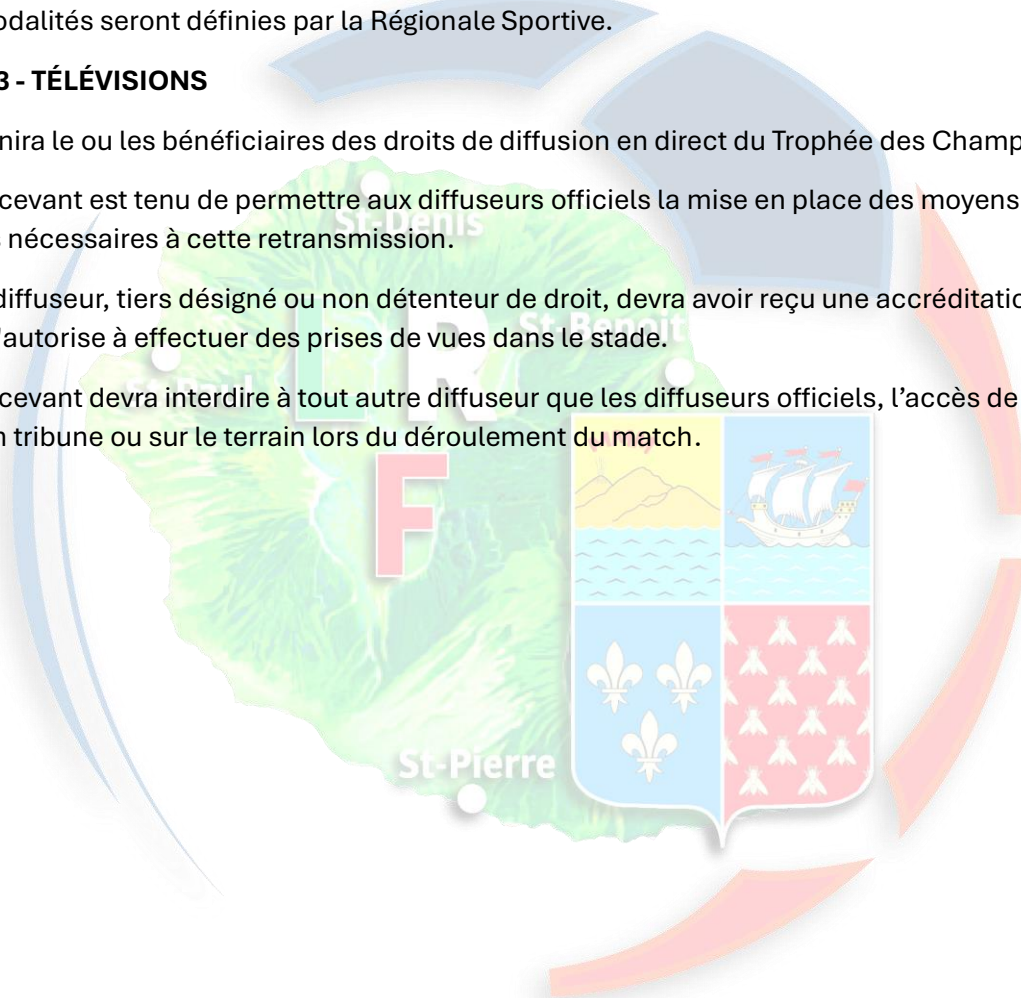 odalités seront définies par la Régionale Sportive.
3 - TÉLÉVISIONS
nira le ou les bénéficiaires des droits de diffusion en direct du Trophée des Champ
cevant est tenu de permettre aux diffuseurs officiels la mise en place des moyens
s nécessaires à cette retransmission.
St-Denis
diffuseur, tiers désigné ou non détenteur de droit, devra avoir reçu une accréditatio
'autorise à effectuer des prises de vues dans le stade.
St-Benoit
St-Paul
L R
cevant devra interdire à tout autre diffuseur que les diffuseurs officiels, l’accès de
n tribune ou sur le terrain lors du déroulement du match.
F
St-Pierre